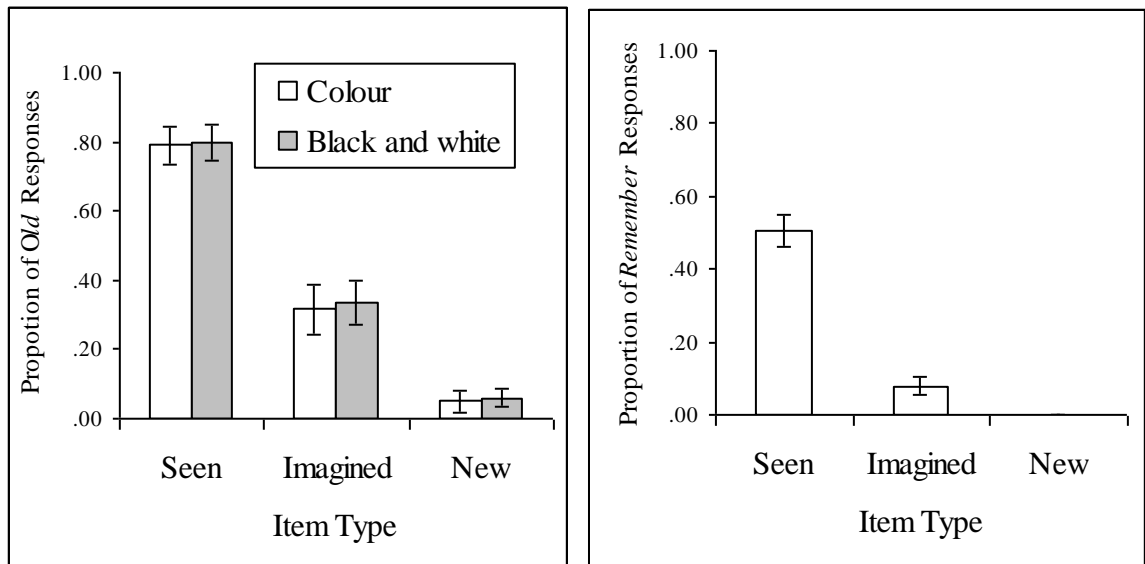 Propotion of Old Responses
1.00
.80
.60
.40
.20
.00
Colour
Black and white
Seen Imagined New
Item Type
Proportion of Remember Responses
1.00
.80
.60
.40
.20
.00
Seen Imagined New
Item Type